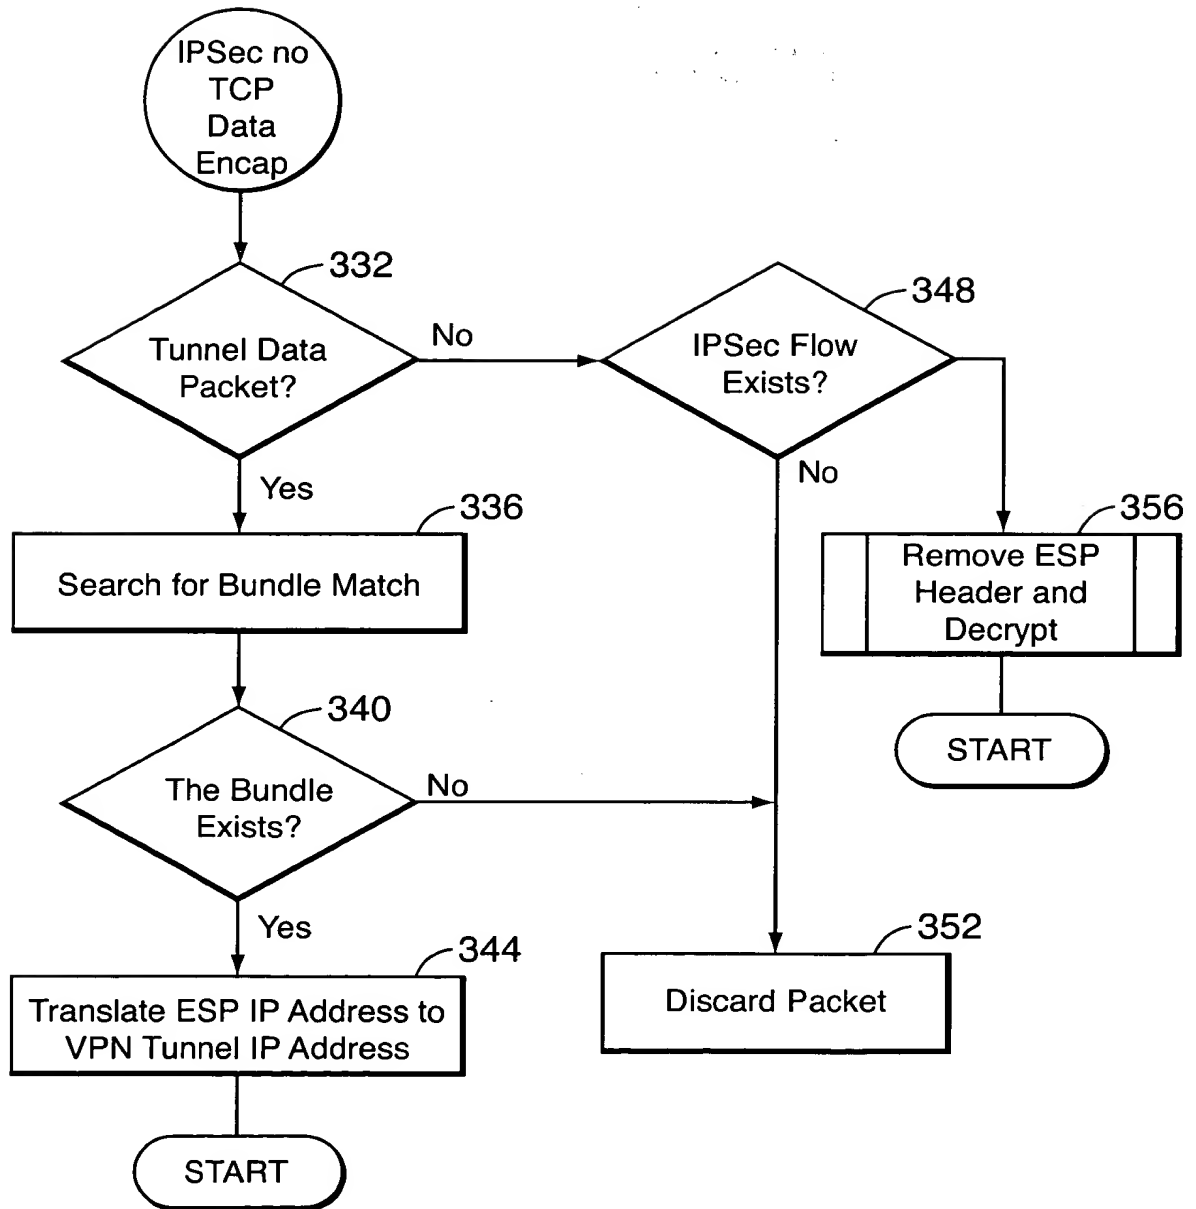 IPSec no
TCP
Data
Encap
332
Tunnel Data
Packet?
No
348
IPSec Flow
Exists?
Yes
No
336
Search for Bundle Match
356
Remove ESP
Header and
Decrypt
START
340
The Bundle
Exists?
No
Yes
344
Translate ESP IP Address to
VPN Tunnel IP Address
352
Discard Packet
START